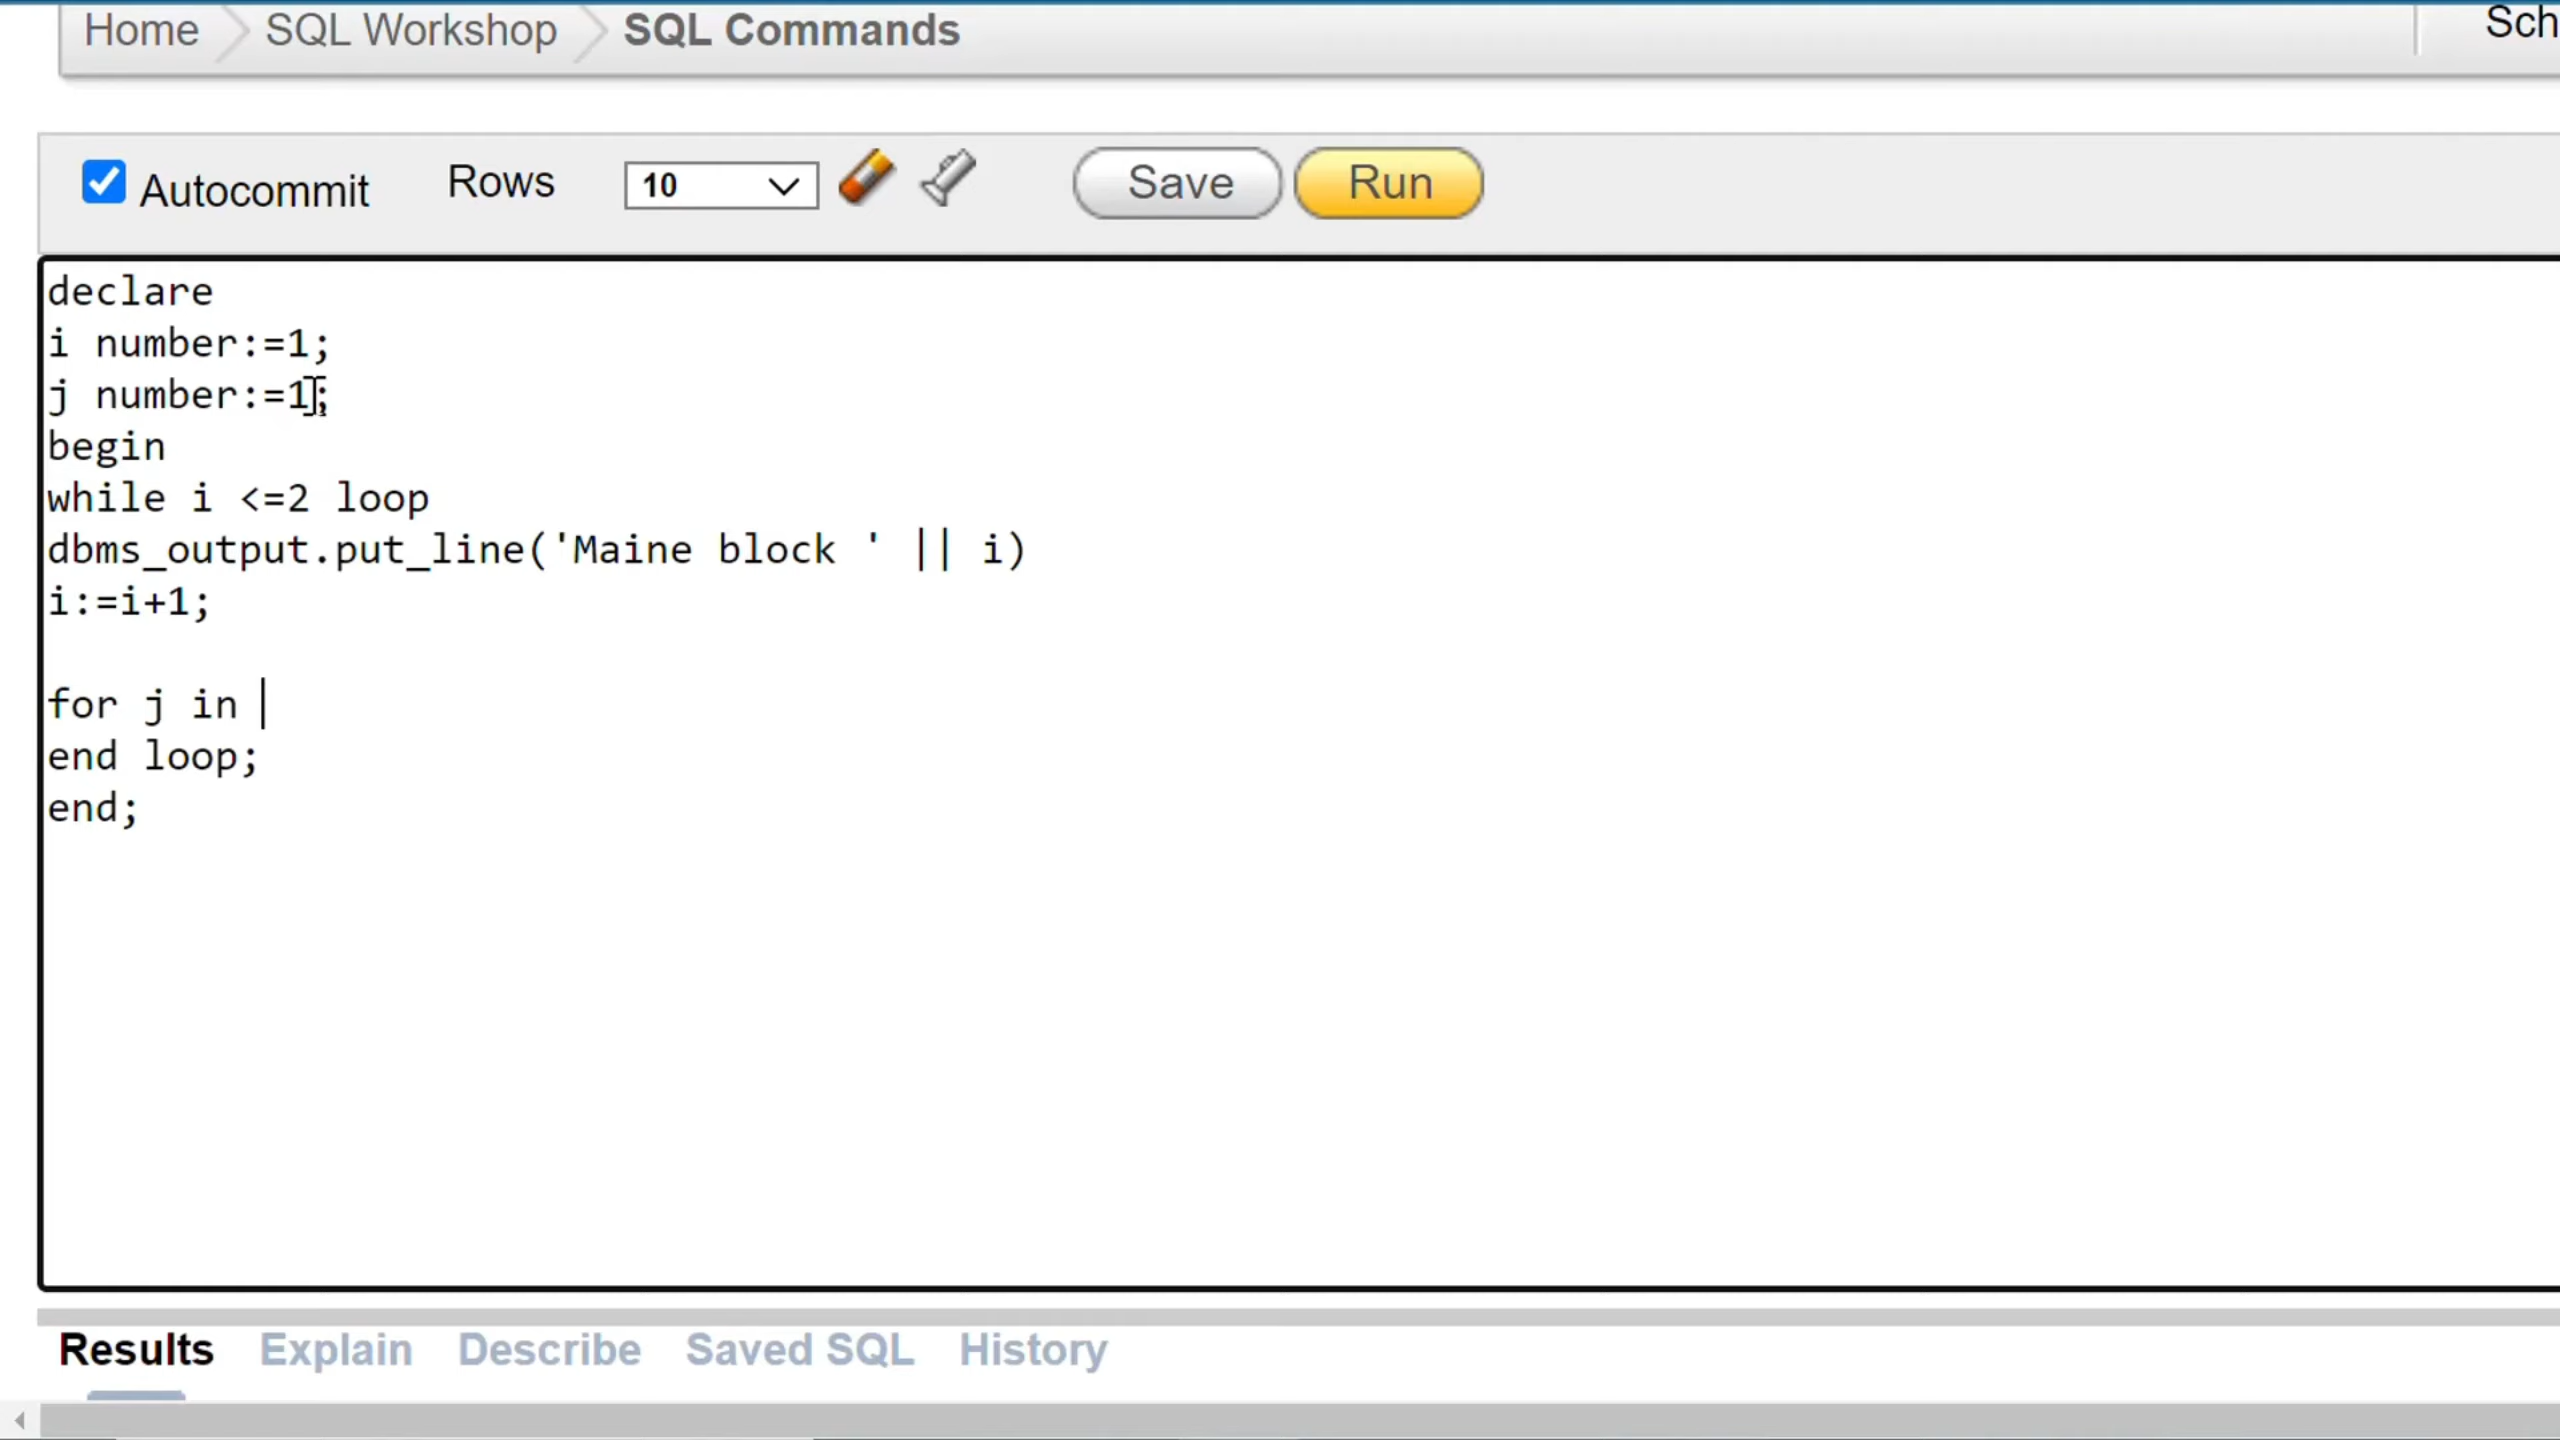 Home SQL Workshop SQL Commands
Autocommit Rows 10 Save Run
declare
i number:=1;
j number:=1;
begin
while i <=2 loop
dbms_output.put_line('Maine block ' || i)
i:=i+1;
for j in
end loop;
end;
Results Explain Describe Saved SQL History